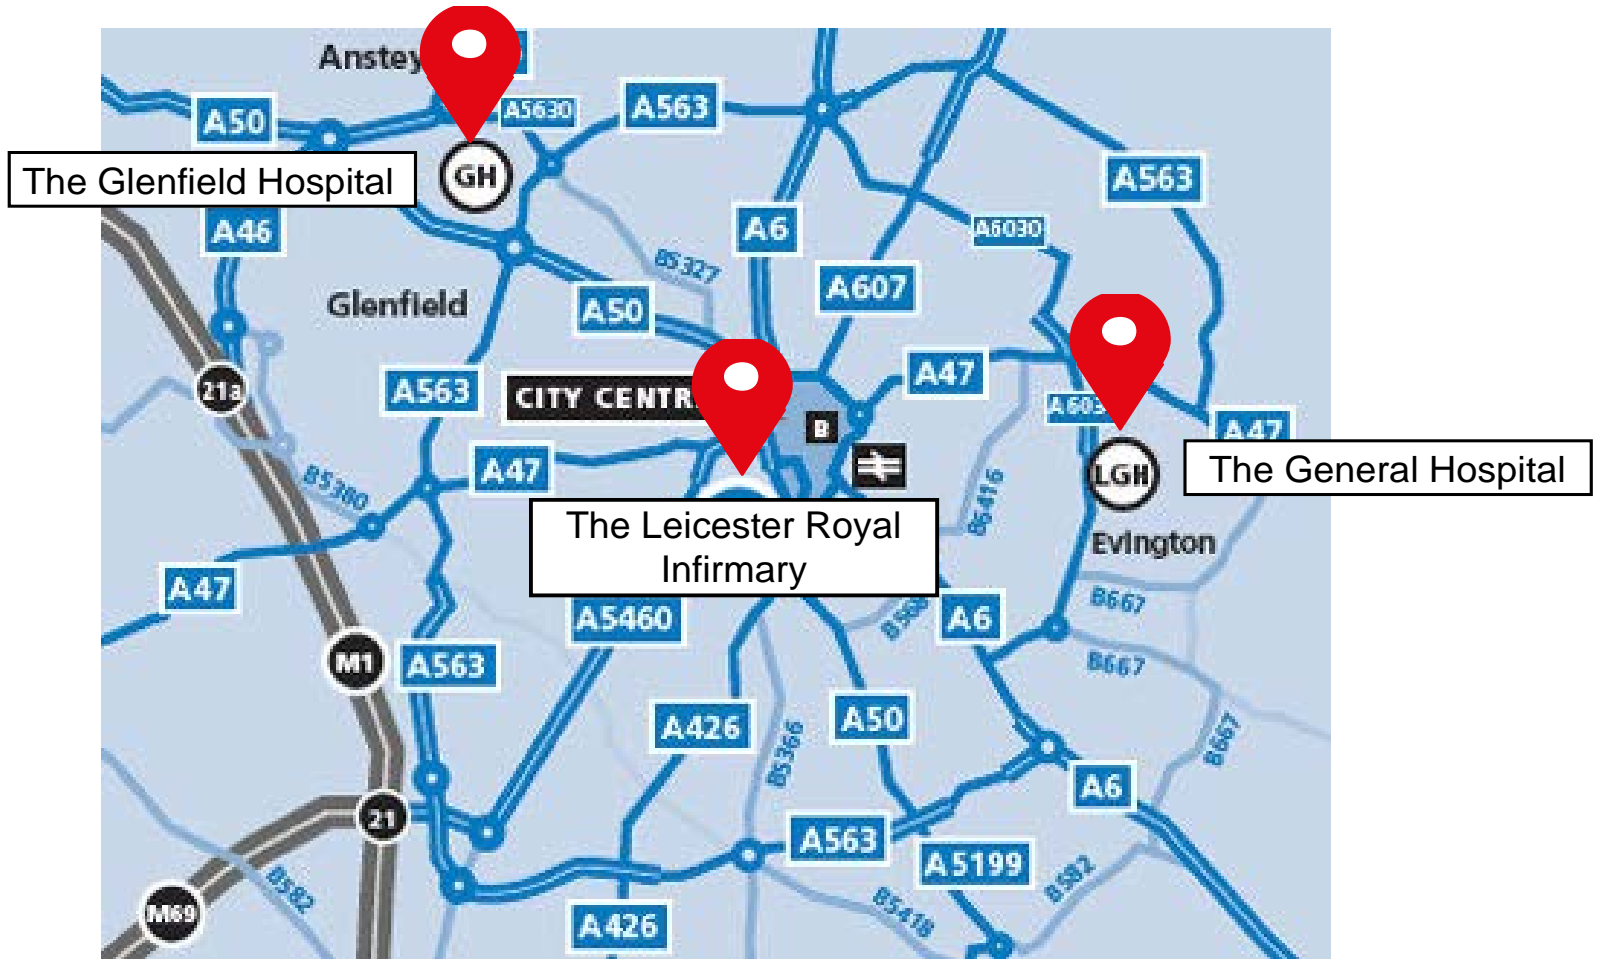 Anstey
A5630
A563
A50
The Glenfield Hospital
GH
A563
A46
A6
A6030
B5327
A607
Glenfield
A50
21a
A563
CITY CENTR
A47
A603
B
A47
A47
The General Hospital
LGH
B5380
B6416
The Leicester Royal
Infirmary
Evington
A47
A5460
A6
B667
M1
A563
B667
A426
A50
B5366
B667
A6
21
A563
A5199
B582
B582
M69
A426
B5418